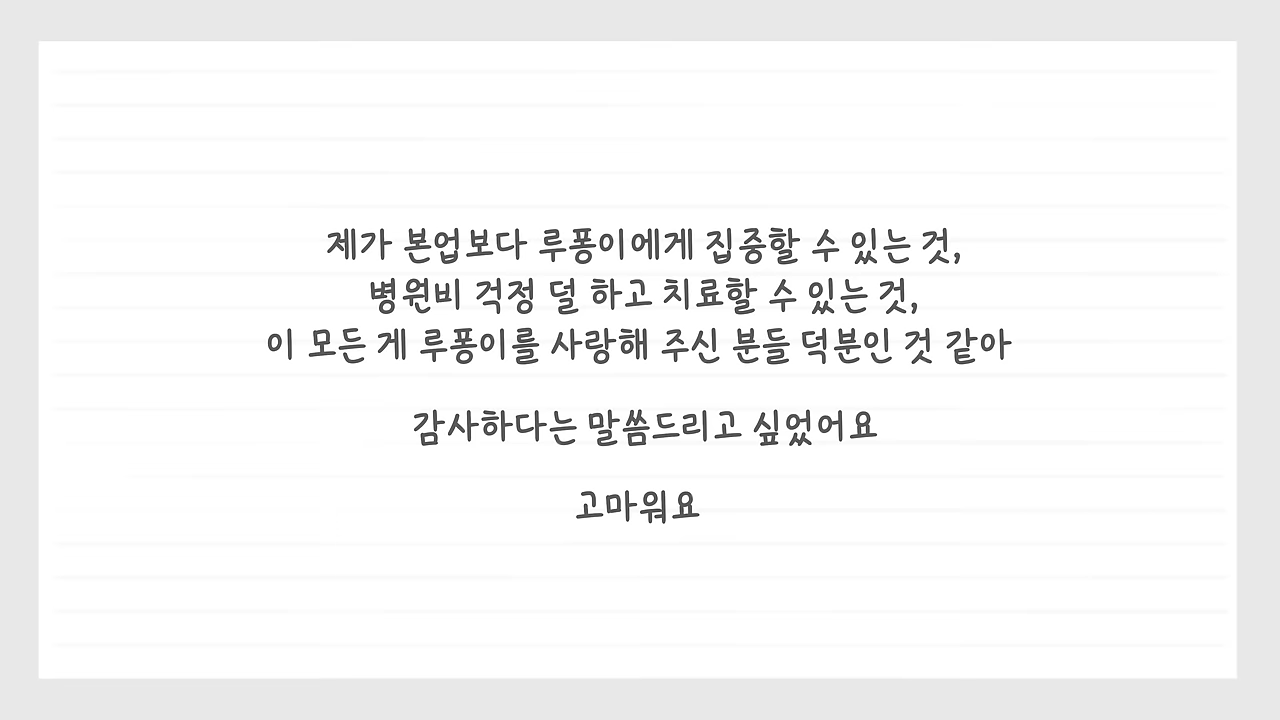 제가 본업보다 루퐁이에게 집중할 수 있는 것,
병원비 걱정 덜 하고 치료할 수 있는 것,
이 모든 게 루퐁이를 사랑해 주신 분들 덕분인 것 같아
감사하다는 말씀드리고 싶었어요
고마워요